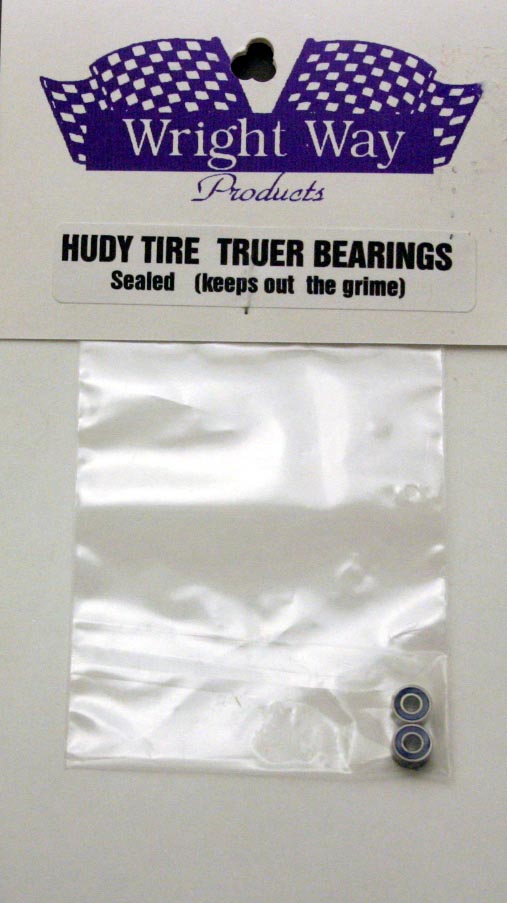 Wright Way
Products
HUDY TIRE TRUER BEARINGS
Sealed (keeps out the grime)